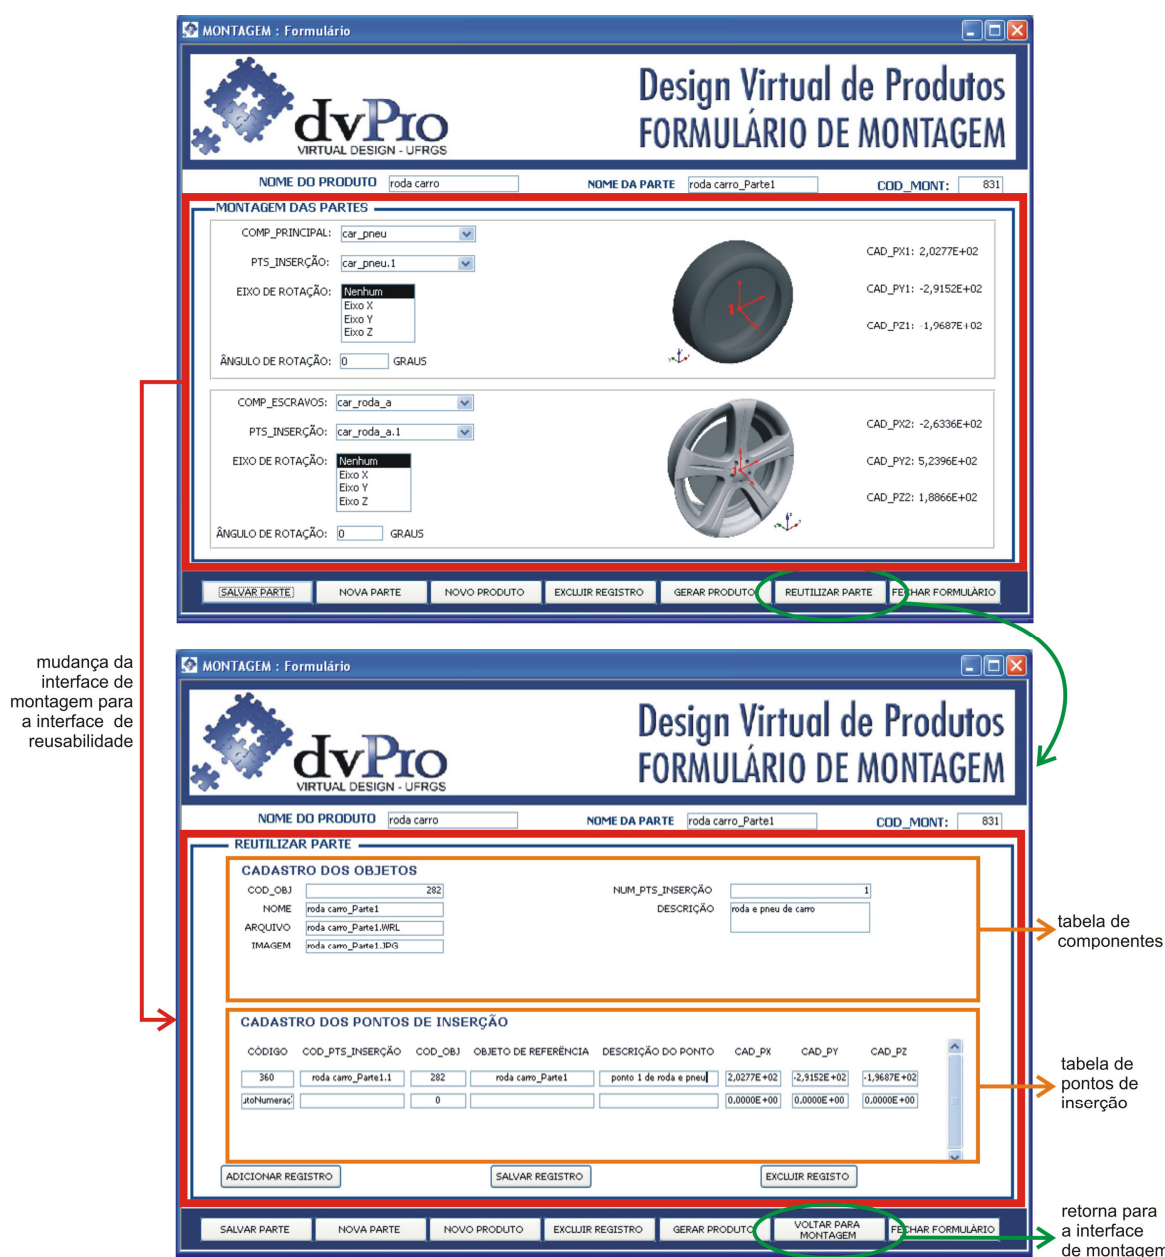 MONTAGEM : Formulário
dvPro
VIRTUAL DESIGN - UFRGS
Design Virtual de Produtos
FORMULÁRIO DE MONTAGEM
NOME DO PRODUTO roda carro NOME DA PARTE roda carro_Parte1 COD_MONT: 831
MONTAGEM DAS PARTES
COMP_PRINCIPAL: car_pneu
PTS_INSERÇÃO: car_pneu.1
EIXO DE ROTAÇÃO: Nenhum
Eixo X
Eixo Y
Eixo Z
ÂNGULO DE ROTAÇÃO: 0 GRAUS
1
CAD_PX1: 2,0277E+02
CAD_PY1: -2,9152E+02
CAD_PZ1: -1,9687E+02
COMP_ESCRAVOS: car_roda_a
PTS_INSERÇÃO: car_roda_a.1
EIXO DE ROTAÇÃO: Nenhum
Eixo X
Eixo Y
Eixo Z
ÂNGULO DE ROTAÇÃO: 0 GRAUS
1
CAD_PX2: -2,6336E+02
CAD_PY2: 5,2396E+02
CAD_PZ2: 1,8866E+02
SALVAR PARTE NOVA PARTE NOVO PRODUTO EXCLUIR REGISTRO GERAR PRODUTO REUTILIZAR PARTE FECHAR FORMULÁRIO
mudança da
interface de
montagem para
a interface de
reusabilidade
MONTAGEM : Formulário
dvPro
VIRTUAL DESIGN - UFRGS
Design Virtual de Produtos
FORMULÁRIO DE MONTAGEM
NOME DO PRODUTO roda carro NOME DA PARTE roda carro_Parte1 COD_MONT: 831
REUTILIZAR PARTE
CADASTRO DOS OBJETOS
COD_OBJ 282 NUM_PTS_INSERÇÃO 1
NOME roda carro_Parte1 DESCRIÇÃO roda e pneu de carro
ARQUIVO roda carro_Parte1.WRL
IMAGEM roda carro_Parte1.JPG
tabela de
componentes
CADASTRO DOS PONTOS DE INSERÇÃO
CÓDIGO COD_PTS_INSERÇÃO COD_OBJ OBJETO DE REFERÊNCIA DESCRIÇÃO DO PONTO CAD_PX CAD_PY CAD_PZ
360 roda carro_Parte1.1 282 roda carro_Parte1 ponto 1 de roda e pneu 2,0277E+02 -2,9152E+02 -1,9687E+02
utoNumeraç 0 0,0000E+00 0,0000E+00 0,0000E+00
tabela de
pontos de
inserção
ADICIONAR REGISTRO SALVAR REGISTRO EXCLUIR REGISTO
SALVAR PARTE NOVA PARTE NOVO PRODUTO EXCLUIR REGISTRO GERAR PRODUTO VOLTAR PARA MONTAGEM FECHAR FORMULÁRIO
retorna para
a interface
de montagem